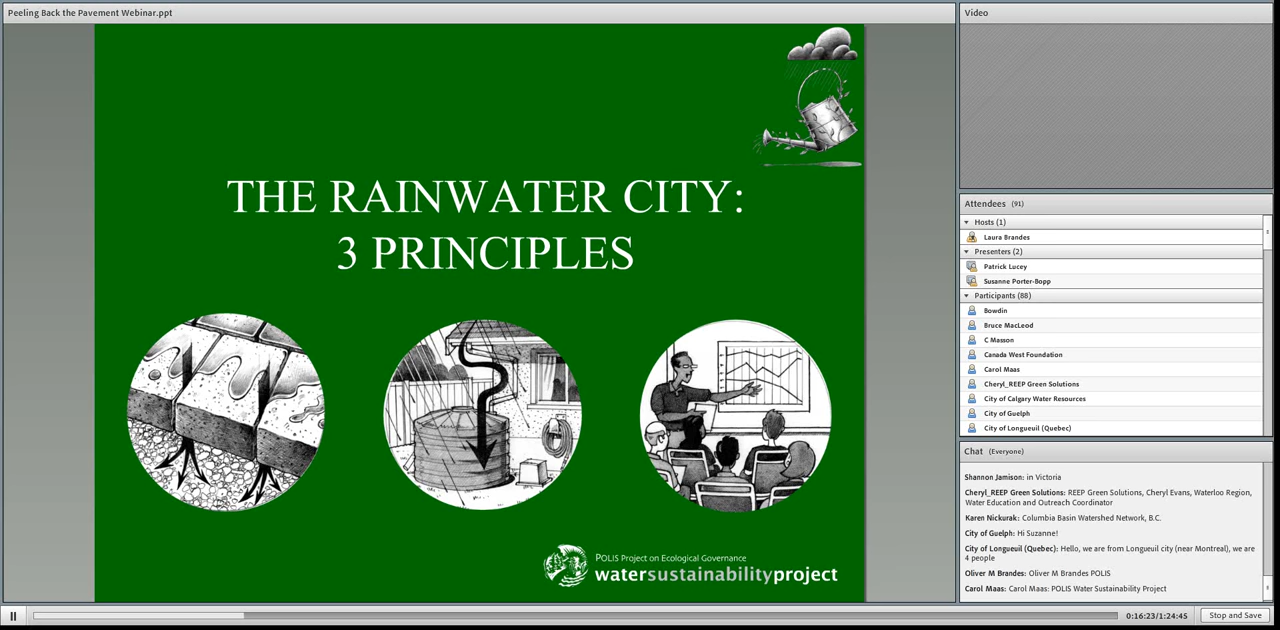 Peeling Back the Pavement Webinar.ppt
THE RAINWATER CITY:
3 PRINCIPLES
POLIS Project on Ecological Governance
watersustainabilityproject
Video
Attendees (91)
Hosts (1)
Laura Brandes
Presenters (2)
Patrick Lucey
Susanne Porter-Bopp
Participants (88)
Bowdin
Bruce MacLeod
C Masson
Canada West Foundation
Carol Maas
Cheryl_REEP Green Solutions
City of Calgary Water Resources
City of Guelph
City of Longueuil (Quebec)
Chat (Everyone)
Shannon Jamison: in Victoria
Cheryl_REEP Green Solutions: REEP Green Solutions, Cheryl Evans, Waterloo Region,
Water Education and Outreach Coordinator
Karen Nickurak: Columbia Basin Watershed Network, B.C.
City of Guelph: Hi Suzanne!
City of Longueuil (Quebec): Hello, we are from Longueuil city (near Montreal), we are
4 people
Oliver M Brandes: Oliver M Brandes POLIS
Carol Maas: Carol Maas: POLIS Water Sustainability Project
0:16:23/1:24:45
Stop and Save